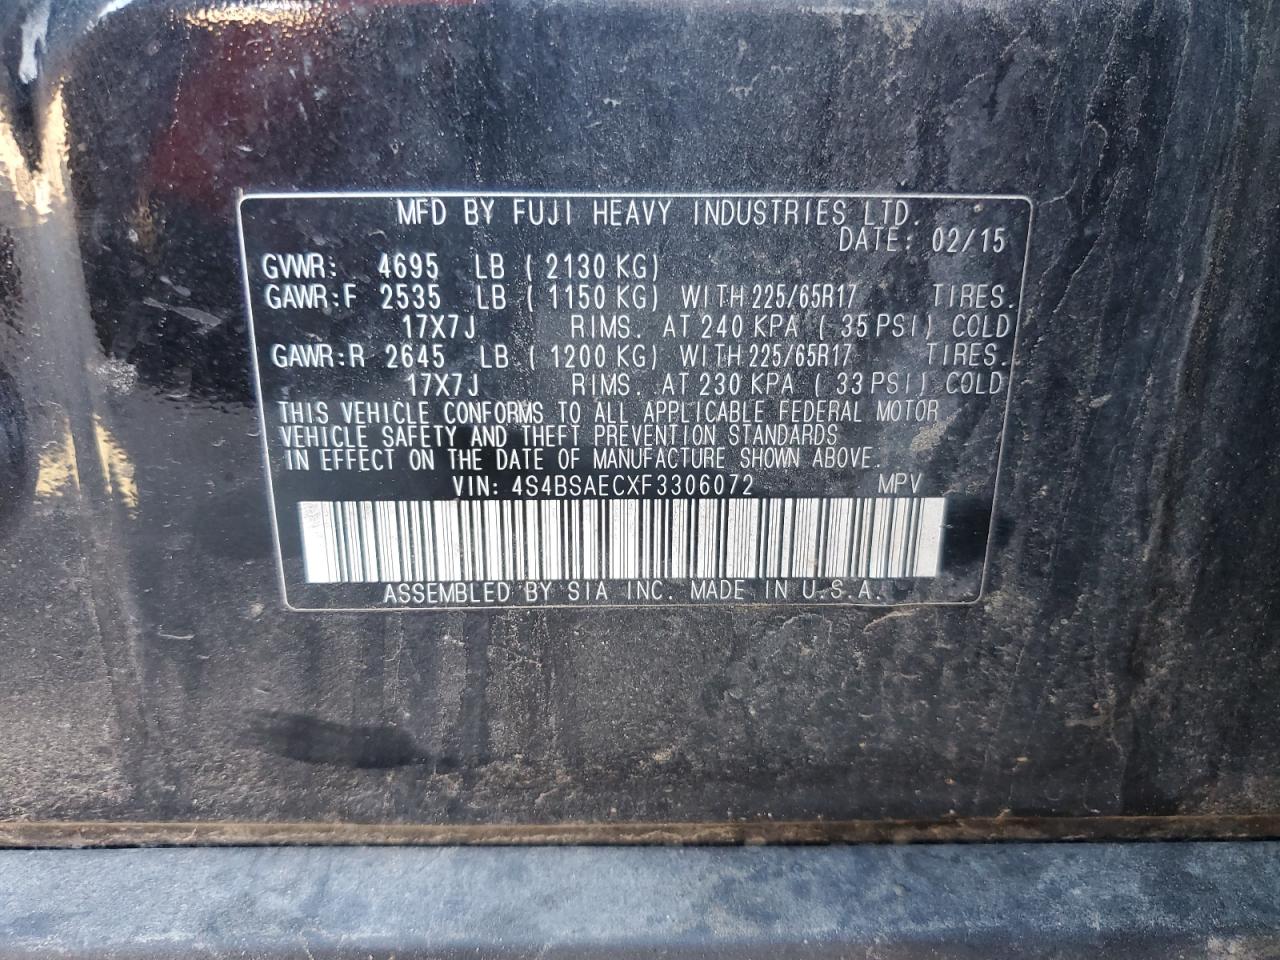 MFD BY FUJI HEAVY INDUSTRIES LTD.
DATE: 02/15
GVWR: 4695 LB (2130 KG)
GAWR:F 2535 LB (1150 KG) WITH 225/65R17 TIRES.
17X7J RIMS. AT 240 KPA (35 PSI) COLD
GAWR:R 2645 LB (1200 KG) WITH 225/65R17 TIRES.
17X7J RIMS. AT 230 KPA (33 PSI) COLD
THIS VEHICLE CONFORMS TO ALL APPLICABLE FEDERAL MOTOR
VEHICLE SAFETY AND THEFT PREVENTION STANDARDS
IN EFFECT ON THE DATE OF MANUFACTURE SHOWN ABOVE.
VIN: 4S4BSAECXF3306072 MPV
ASSEMBLED BY SIA INC. MADE IN U.S.A.